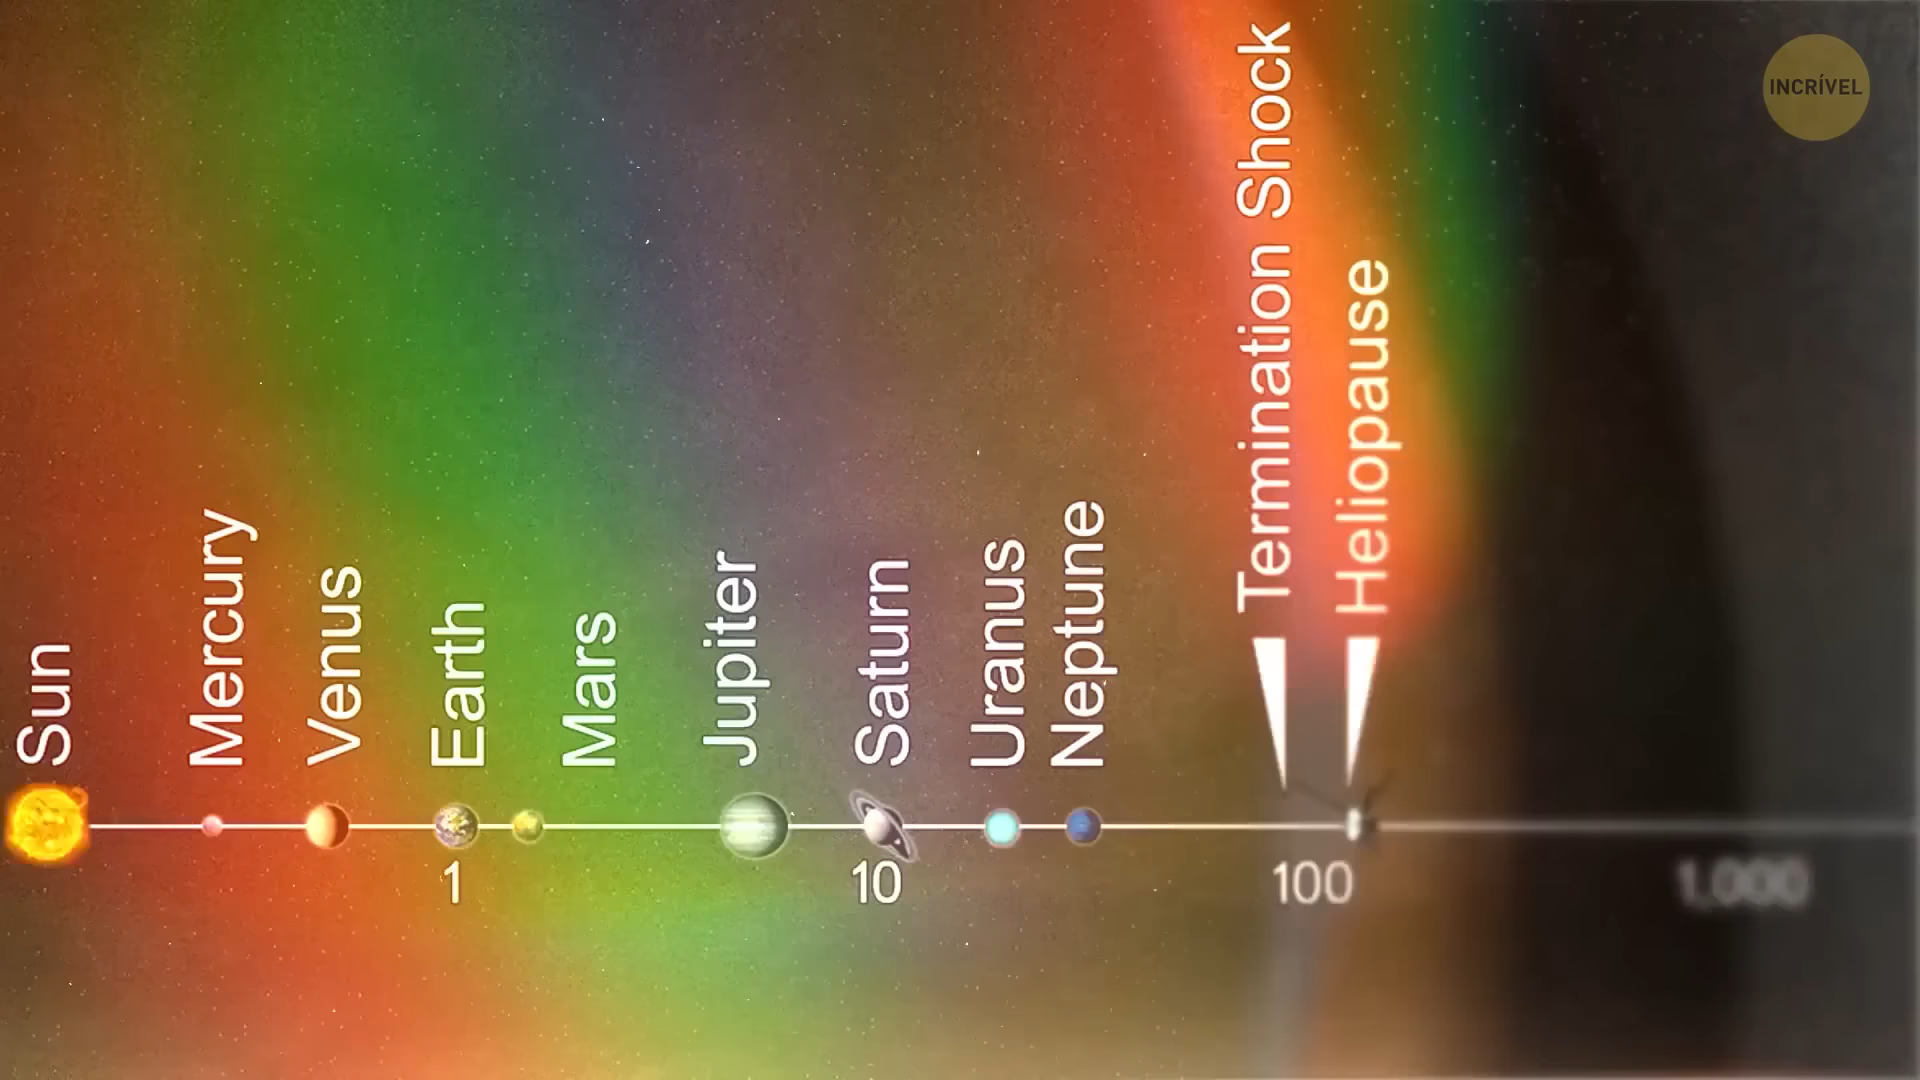 INCRÍVEL
Sun
Mercury
Venus
Earth
Mars
Jupiter
Saturn
Uranus
Neptune
Termination Shock
Heliopause
1
10
100
1,000